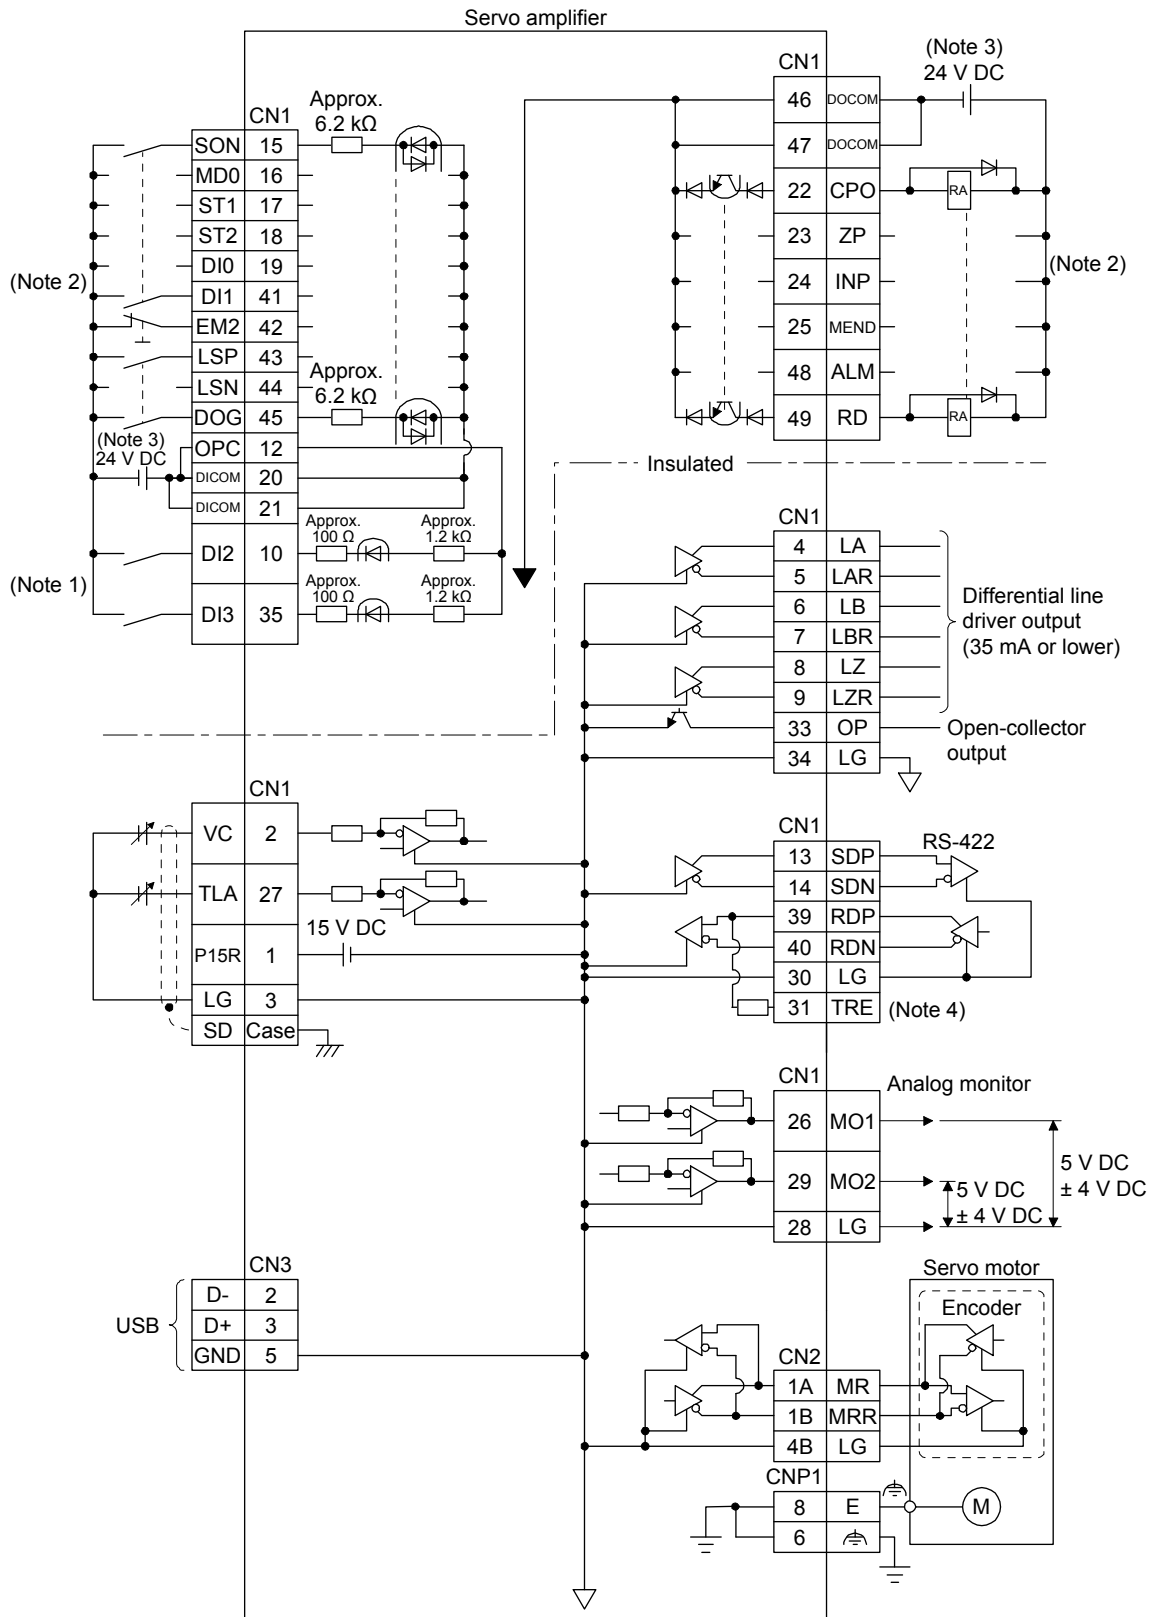 Servo amplifier
CN1
SON 15
MD0 16
ST1 17
ST2 18
DI0 19
DI1 41
EM2 42
LSP 43
LSN 44
DOG 45
OPC 12
DICOM 20
DICOM 21
DI2 10
DI3 35
Approx.
6.2 kΩ
Approx.
6.2 kΩ
(Note 2)
(Note 3)
24 V DC
(Note 1)
Approx.
100 Ω
Approx.
1.2 kΩ
Approx.
100 Ω
Approx.
1.2 kΩ
CN1
46 DOCOM
47 DOCOM
22 CPO
23 ZP
24 INP
25 MEND
48 ALM
49 RD
(Note 3)
24 V DC
RA
RA
(Note 2)
Insulated
CN1
4 LA
5 LAR
6 LB
7 LBR
8 LZ
9 LZR
33 OP
34 LG
Differential line
driver output
(35 mA or lower)
Open-collector
output
CN1
VC 2
TLA 27
P15R 1
LG 3
SD Case
15 V DC
CN1
13 SDP
14 SDN
39 RDP
40 RDN
30 LG
31 TRE
RS-422
(Note 4)
CN1
26 MO1
29 MO2
28 LG
Analog monitor
5 V DC
± 4 V DC
5 V DC
± 4 V DC
CN3
D- 2
D+ 3
GND 5
USB
Servo motor
Encoder
CN2
1A MR
1B MRR
4B LG
CNP1
8 E
6
M